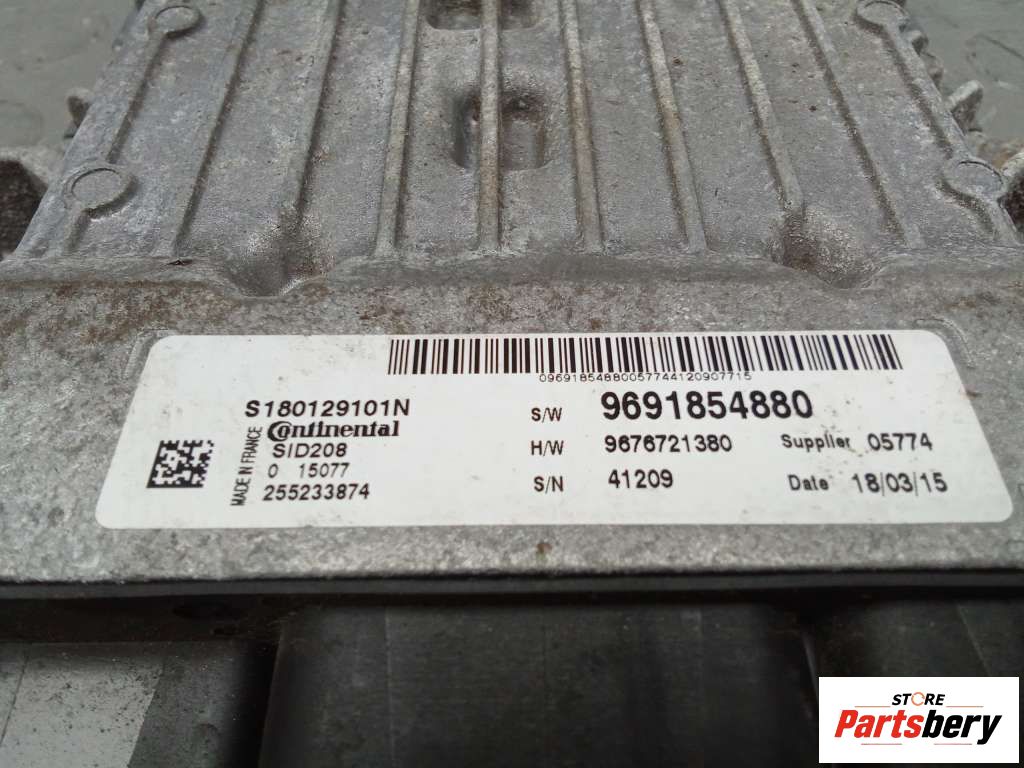 09691854880057744120907715
S180129101N
Continental
SID208
0 15077
255233874
MADE IN FRANCE
S/W 9691854880
H/W 9676721380 Supplier 05774
S/N 41209 Date 18/03/15
STORE
Partsbery